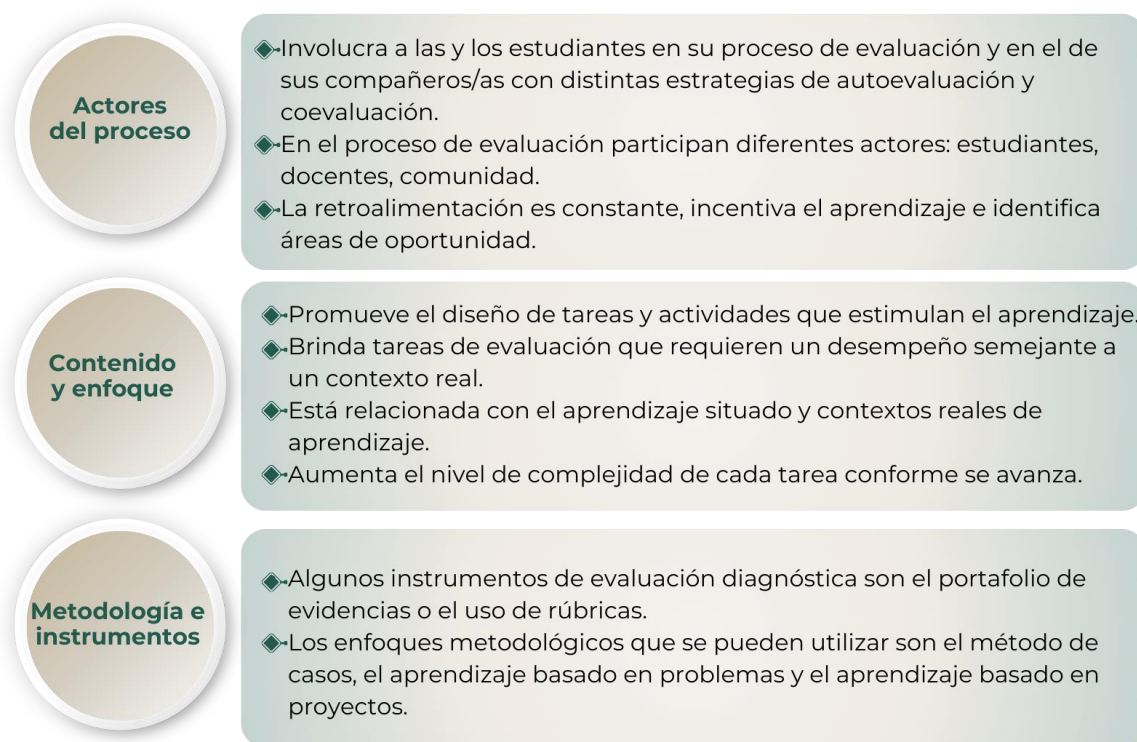 Actores
del proceso
Involucra a las y los estudiantes en su proceso de evaluación y en el de
sus compañeros/as con distintas estrategias de autoevaluación y
coevaluación.
En el proceso de evaluación participan diferentes actores: estudiantes,
docentes, comunidad.
La retroalimentación es constante, incentiva el aprendizaje e identifica
áreas de oportunidad.
Contenido
y enfoque
Promueve el diseño de tareas y actividades que estimulan el aprendizaje.
Brinda tareas de evaluación que requieren un desempeño semejante a
un contexto real.
Está relacionada con el aprendizaje situado y contextos reales de
aprendizaje.
Aumenta el nivel de complejidad de cada tarea conforme se avanza.
Metodología e
instrumentos
Algunos instrumentos de evaluación diagnóstica son el portafolio de
evidencias o el uso de rúbricas.
Los enfoques metodológicos que se pueden utilizar son el método de
casos, el aprendizaje basado en problemas y el aprendizaje basado en
proyectos.